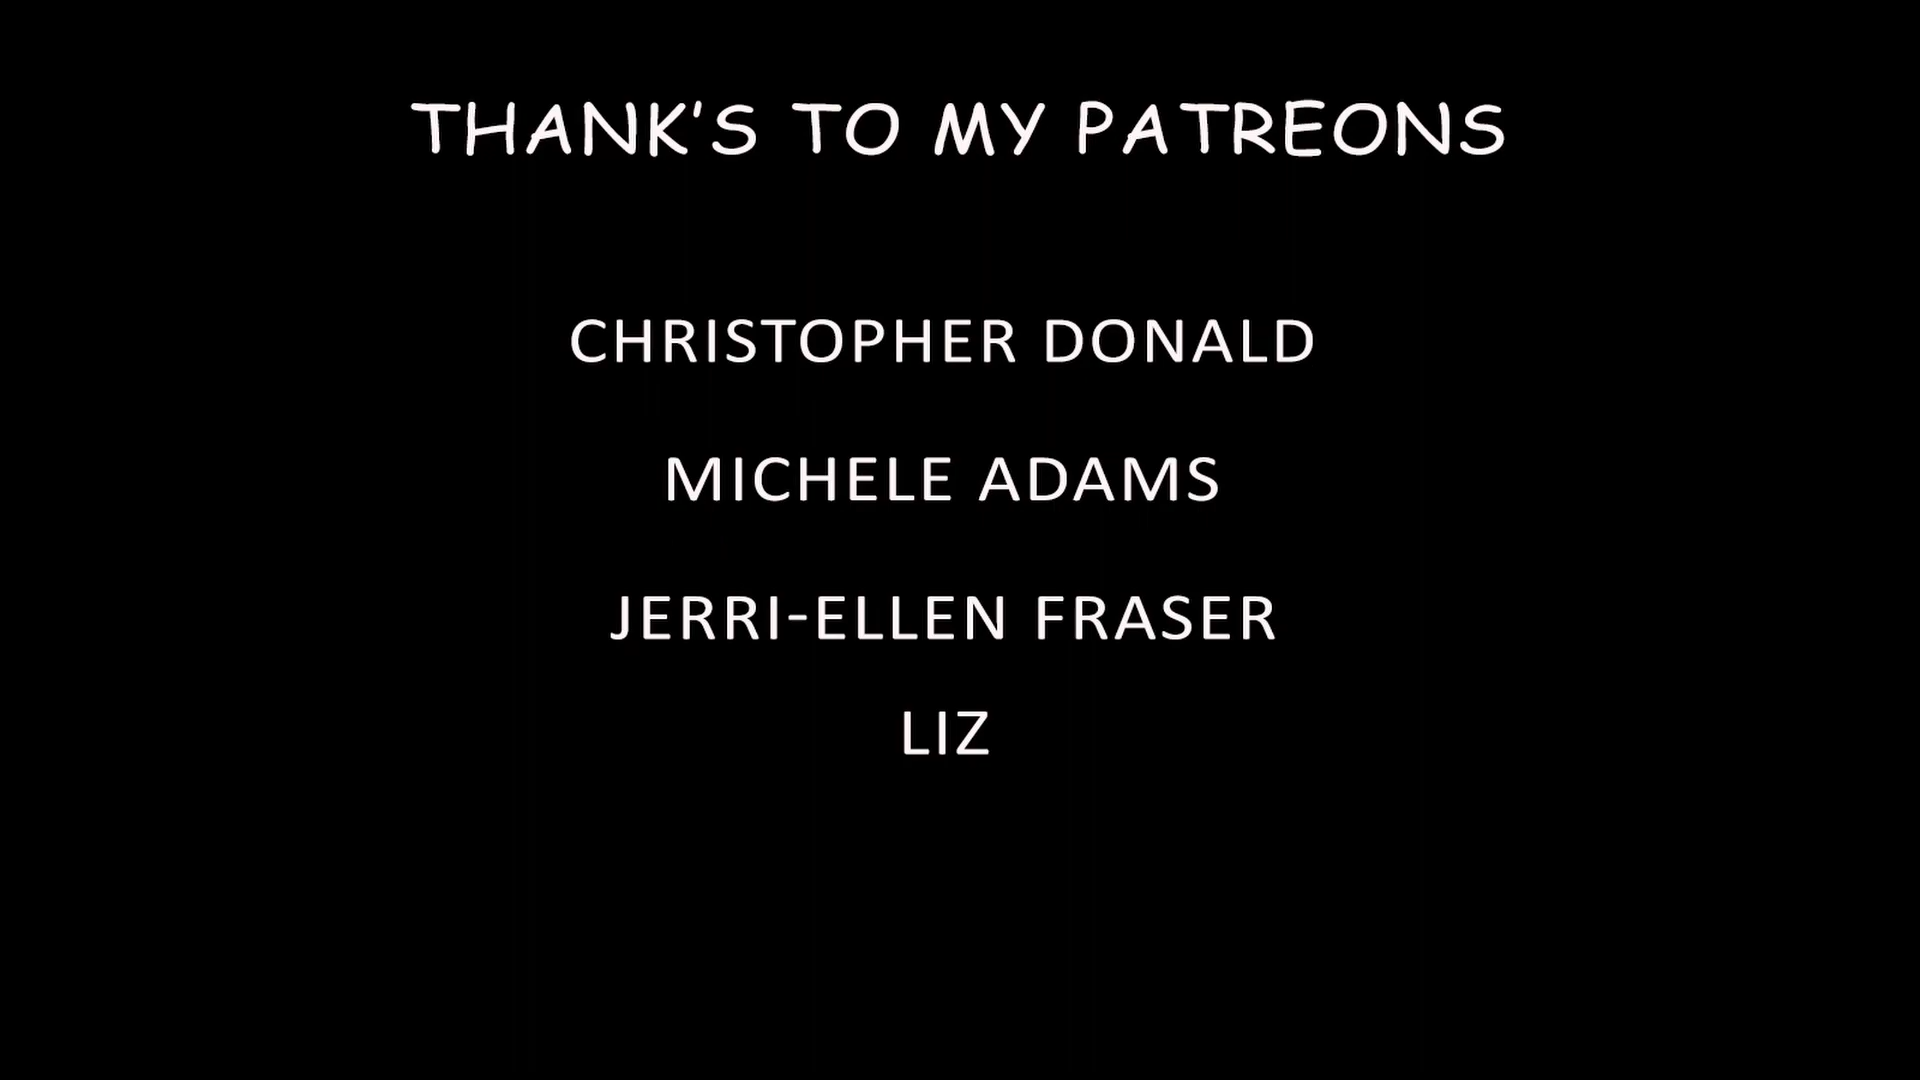 THANK'S TO MY PATREONS
CHRISTOPHER DONALD
MICHELE ADAMS
JERRI-ELLEN FRASER
LIZ